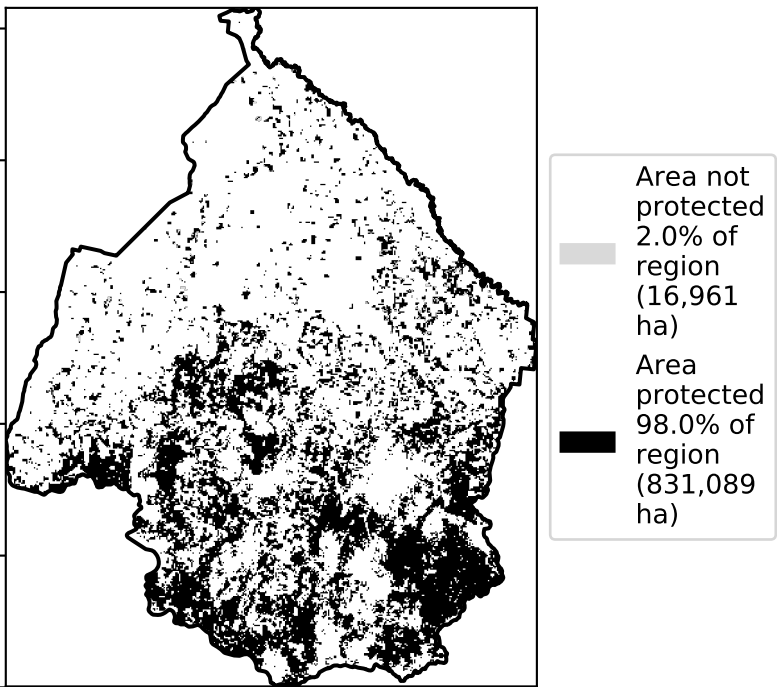 Area not
protected
2.0% of
region
(16,961
ha)
Area
protected
98.0% of
region
(831,089
ha)